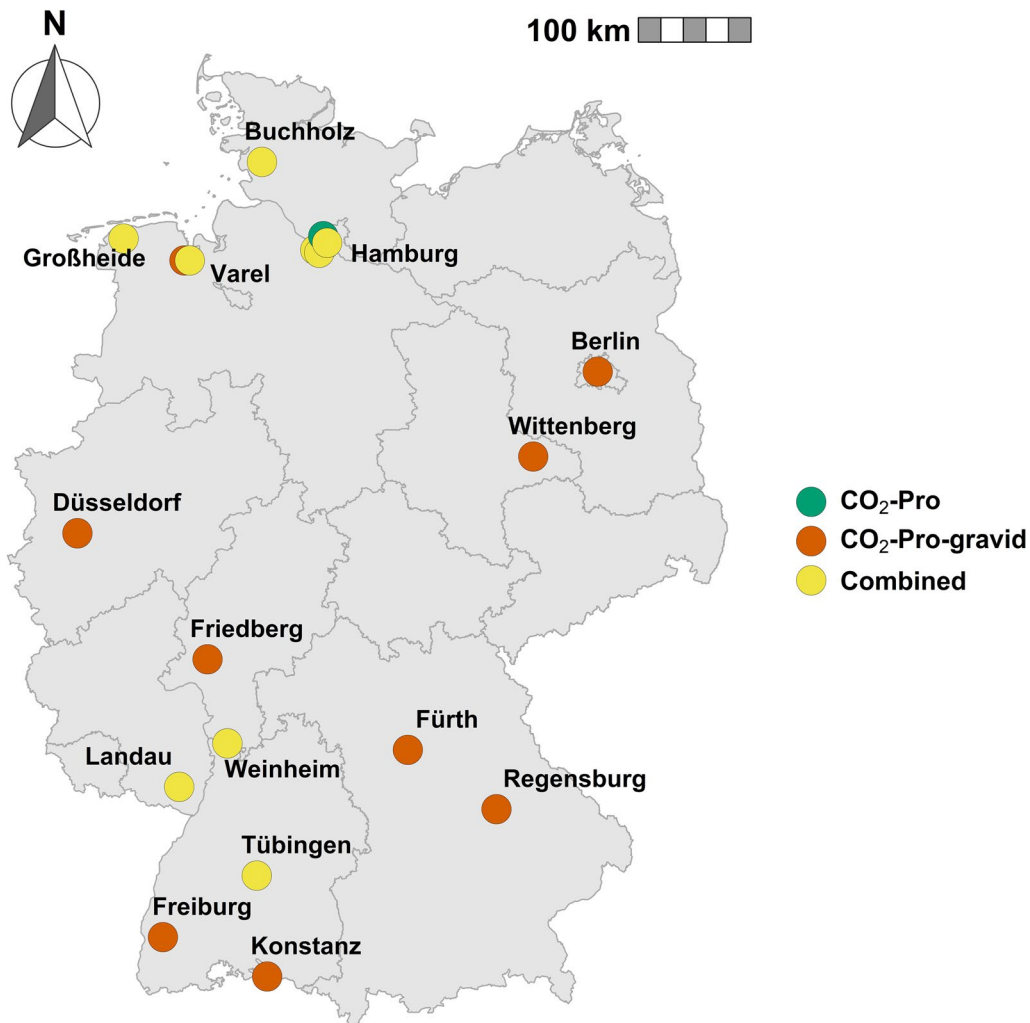 N
100 km
Buchholz
Großheide
Varel
Hamburg
Berlin
Wittenberg
Düsseldorf
CO₂-Pro
CO₂-Pro-gravid
Combined
Friedberg
Fürth
Landau
Weinheim
Regensburg
Tübingen
Freiburg
Konstanz